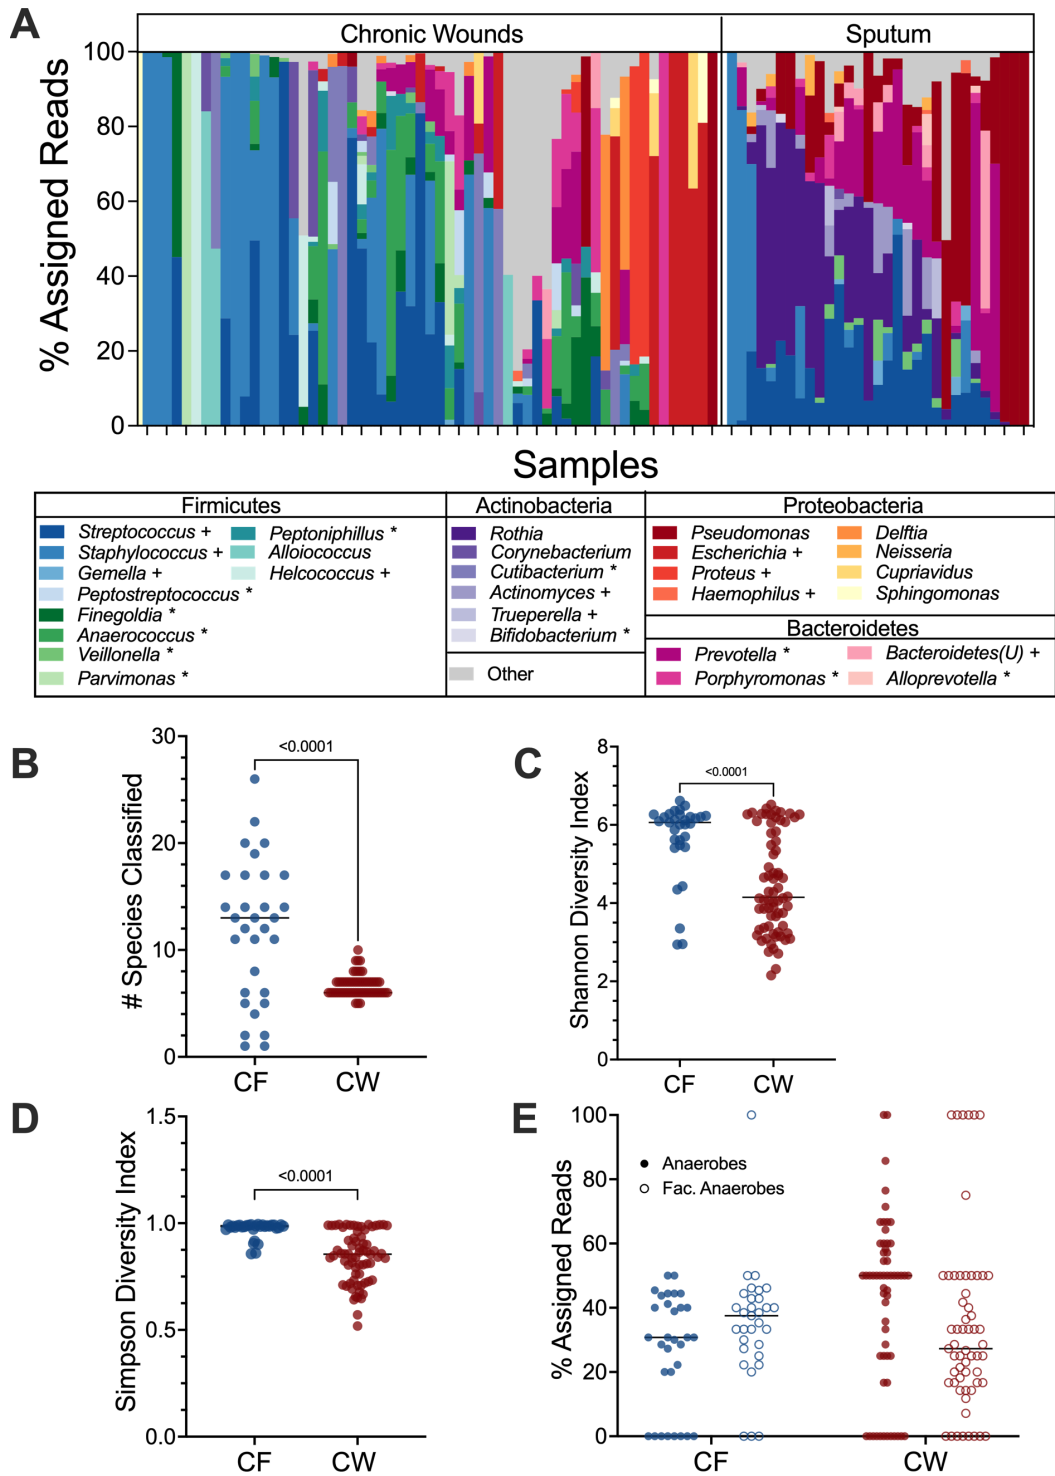 A
Chronic Wounds
Sputum
% Assigned Reads
100
80
60
40
20
0
Samples
Firmicutes
Streptococcus +
Staphylococcus +
Gemella +
Peptostreptococcus *
Finegoldia *
Anaerococcus *
Veillonella *
Parvimonas *
Peptoniphillus *
Alloiococcus
Helcococcus +
Actinobacteria
Rothia
Corynebacterium
Cutibacterium *
Actinomyces +
Trueperella +
Bifidobacterium *
Other
Proteobacteria
Pseudomonas
Escherichia +
Proteus +
Haemophilus +
Delftia
Neisseria
Cupriavidus
Sphingomonas
Bacteroidetes
Prevotella *
Porphyromonas *
Bacteroidetes(U) +
Alloprevotella *
B
# Species Classified
30
20
10
0
<0.0001
CF
CW
C
Shannon Diversity Index
8
6
4
2
0
<0.0001
CF
CW
D
Simpson Diversity Index
1.5
1.0
0.5
0.0
<0.0001
CF
CW
E
% Assigned Reads
100
80
60
40
20
0
Anaerobes
Fac. Anaerobes
CF
CW